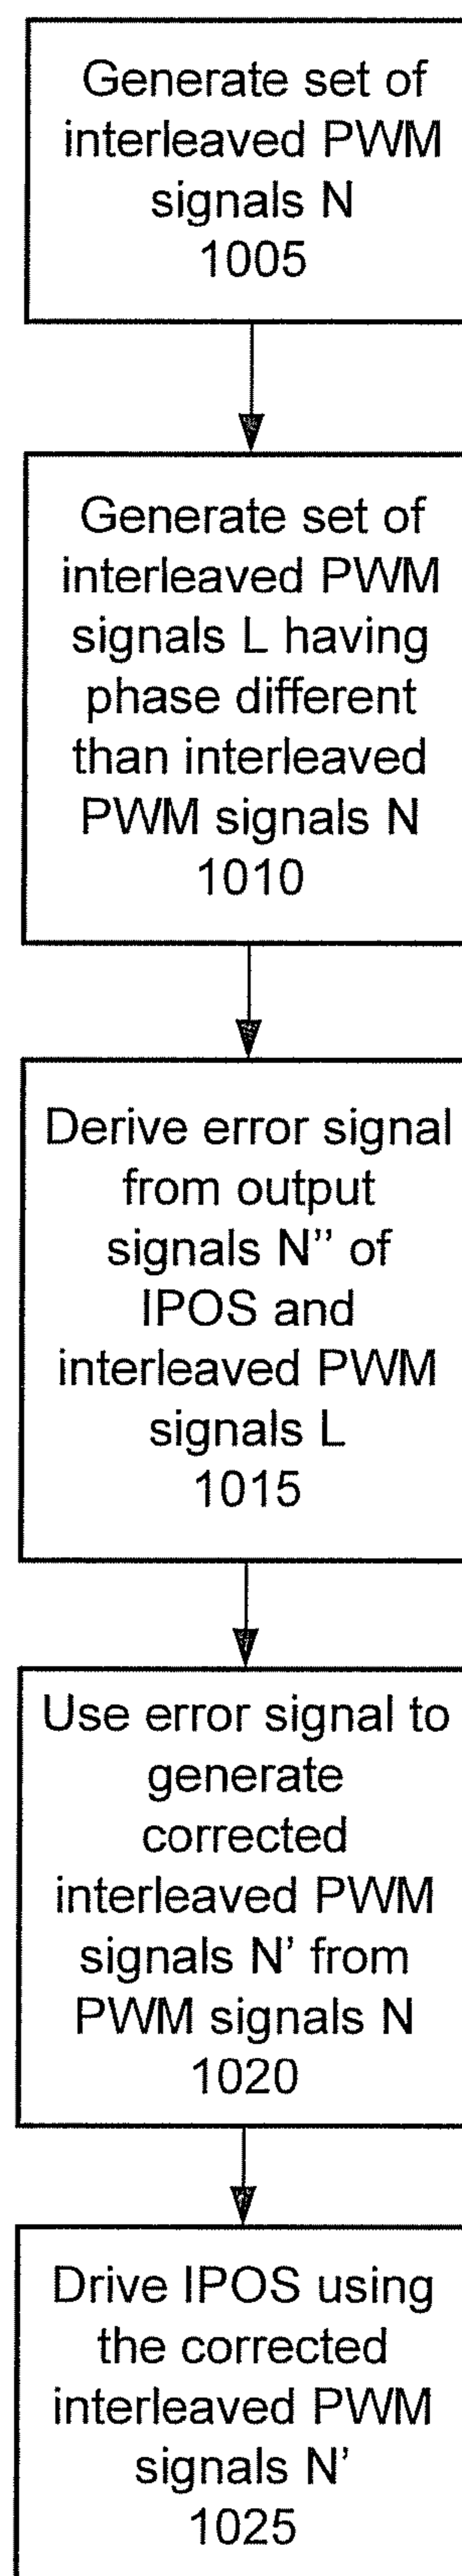 Generate set of
interleaved PWM
signals N
1005
Generate set of
interleaved PWM
signals L having
phase different
than interleaved
PWM signals N
1010
Derive error signal
from output
signals N’’ of
IPOS and
interleaved PWM
signals L
1015
Use error signal to
generate
corrected
interleaved PWM
signals N’ from
PWM signals N
1020
Drive IPOS using
the corrected
interleaved PWM
signals N’
1025